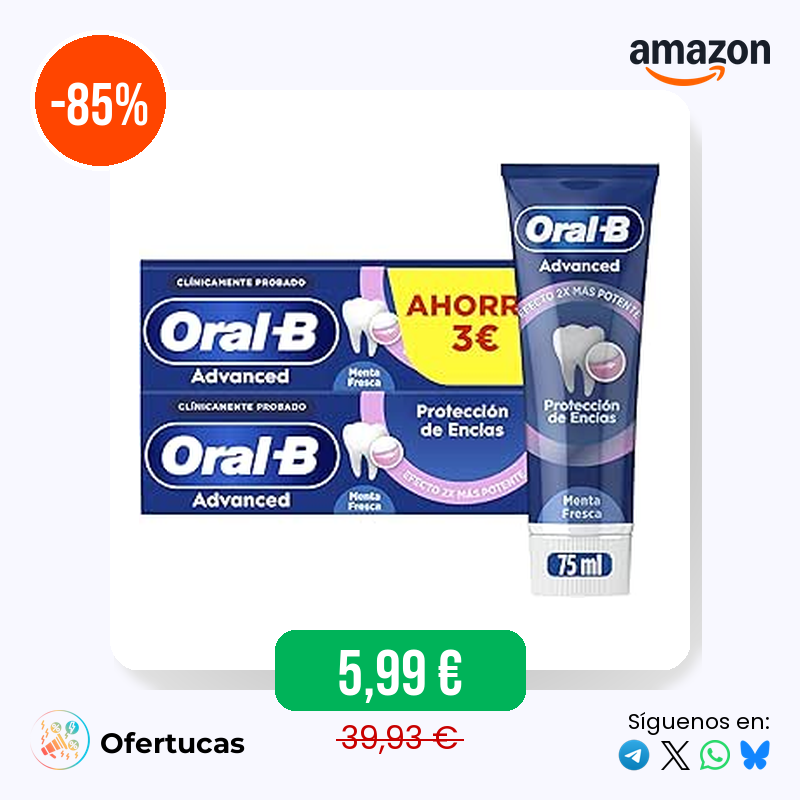 -85%
amazon
CLÍNICAMENTE PROBADO
Oral-B
Advanced
Menta
Fresca
AHORR
3€
CLÍNICAMENTE PROBADO
Oral-B
Advanced
Menta
Fresca
Protección
de Encías
EFECTO 2X MÁS POTENTE
Oral-B
Advanced
EFECTO 2X MÁS POTENTE
Protección
de Encías
Menta
Fresca
75 ml
5,99 €
39,93 €
Ofertucas
Síguenos en: